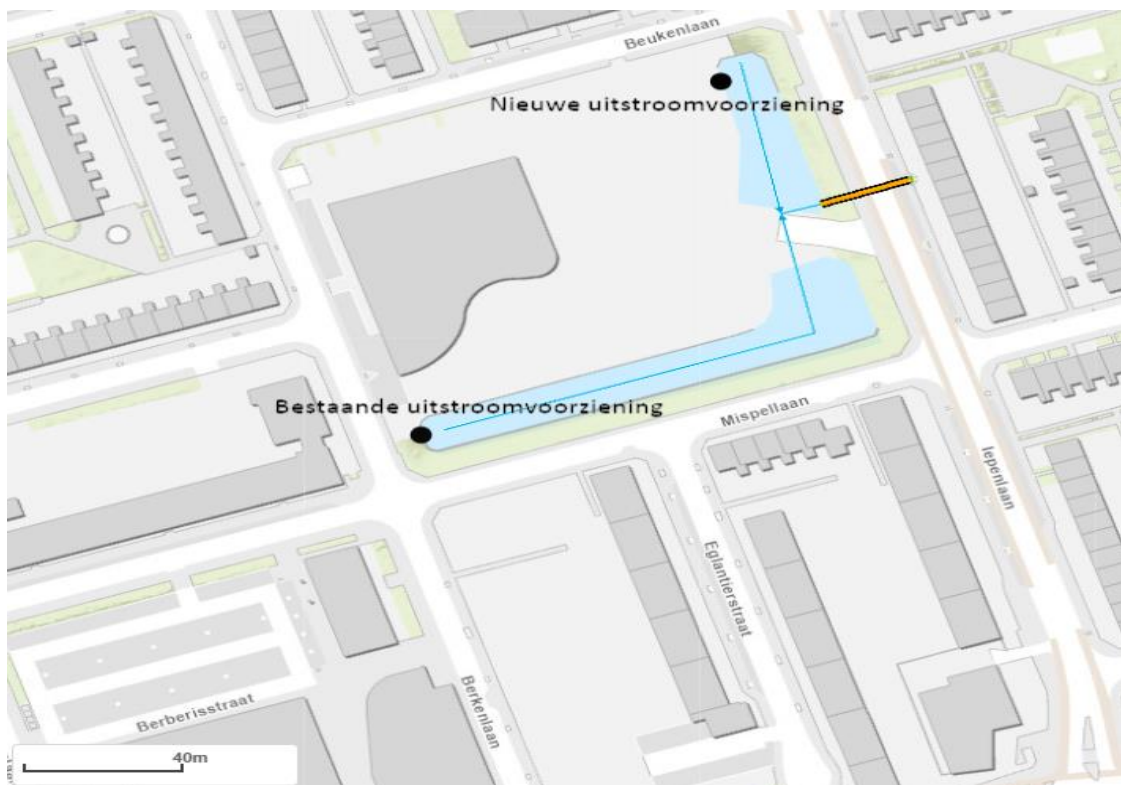 Beukenlaan
Nieuwe uitstroomvoorziening
Bestaande uitstroomvoorziening
Mispellaan
Iepenlaan
Eglantierstraat
Berkenlaan
Berberisstraat
40m